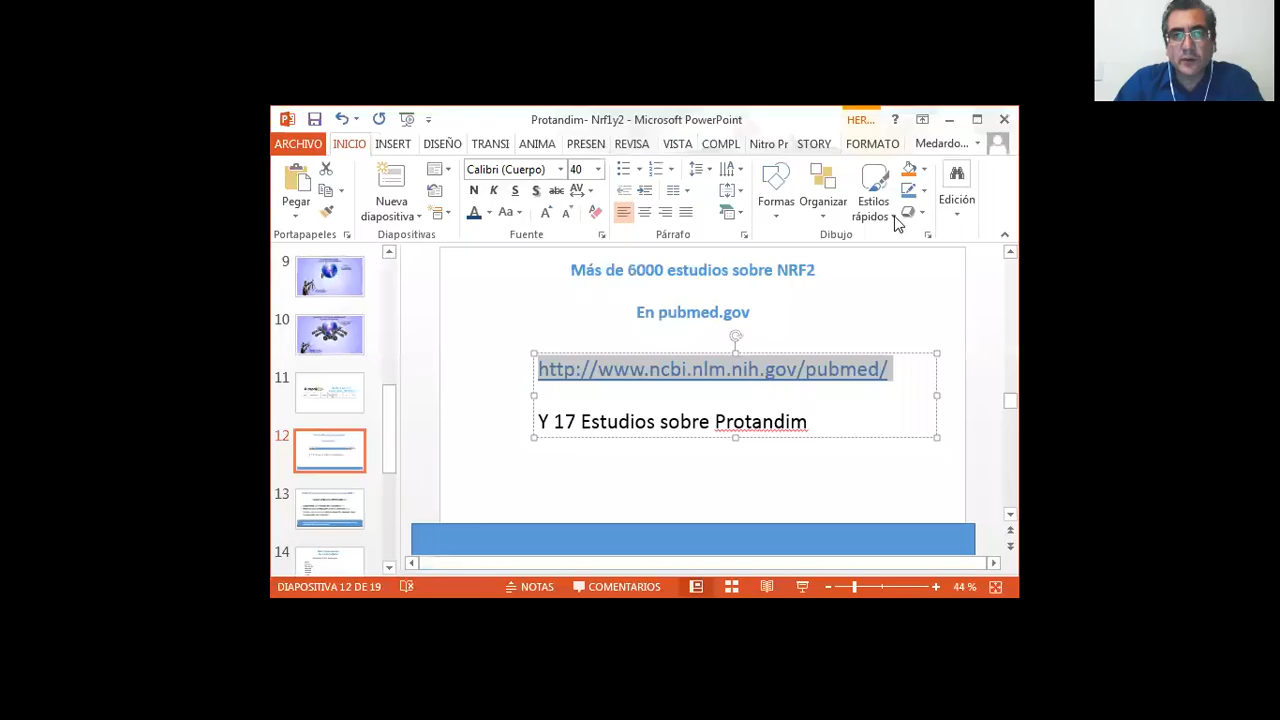 Protandim- Nrf1y2 - Microsoft PowerPoint
HER...
?
ARCHIVO INICIO INSERT DISEÑO TRANSI ANIMA PRESEN REVISA VISTA COMPL Nitro Pr STORY FORMATO Medardo...
Pegar
Nueva diapositiva
Calibri (Cuerpo) 40
N K S S abc AV
A Aa A A
Formas
Organizar
Estilos rápidos
Edición
Portapapeles Diapositivas Fuente Párrafo Dibujo
9
10
11
12
13
14
Más de 6000 estudios sobre NRF2
En pubmed.gov
http://www.ncbi.nlm.nih.gov/pubmed/
Y 17 Estudios sobre Protandim
DIAPOSITIVA 12 DE 19 NOTAS COMENTARIOS 44 %